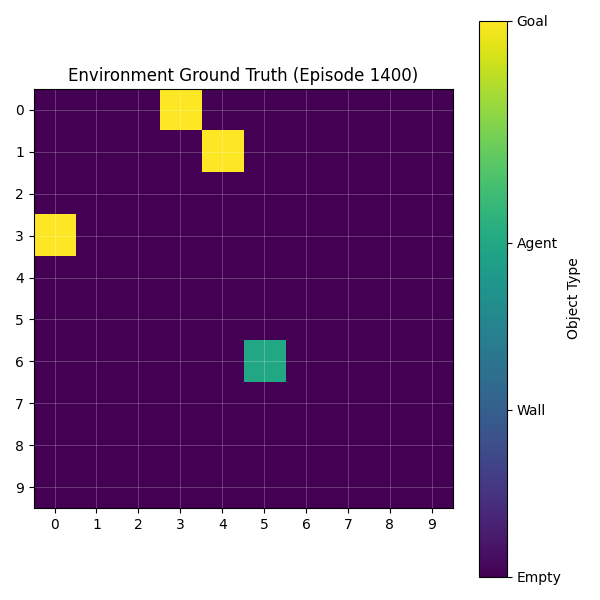 Environment Ground Truth (Episode 1400)
0
1
2
3
4
5
6
7
8
9
0 1 2 3 4 5 6 7 8 9
Goal
Agent
Wall
Empty
Object Type